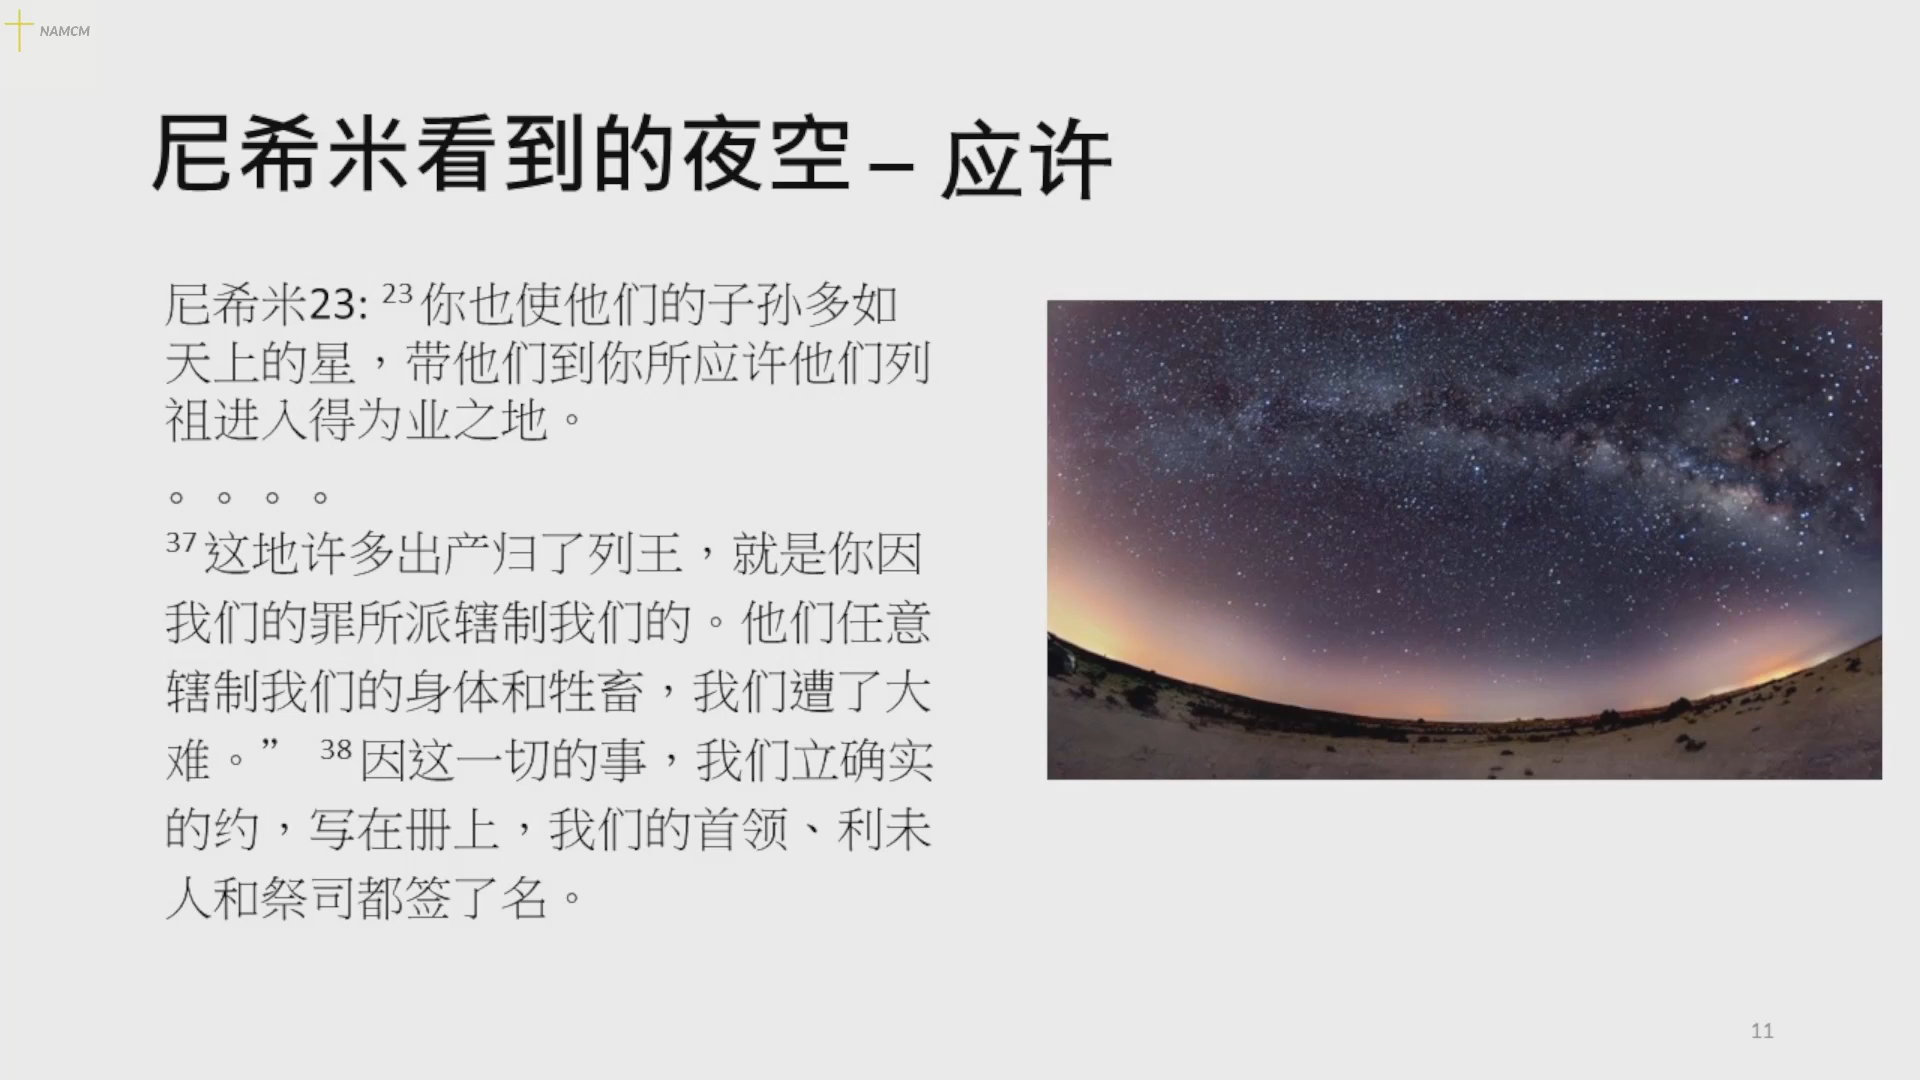 NAMCM
尼希米看到的夜空 – 应许
尼希米23: 23 你也使他们的子孙多如
天上的星，带他们到你所应许他们列
祖进入得为业之地。
。。。。
37 这地许多出产归了列王，就是你因
我们的罪所派辖制我们的。他们任意
辖制我们的身体和牲畜，我们遭了大
难。” 38 因这一切的事，我们立确实
的约，写在册上，我们的首领、利未
人和祭司都签了名。
11